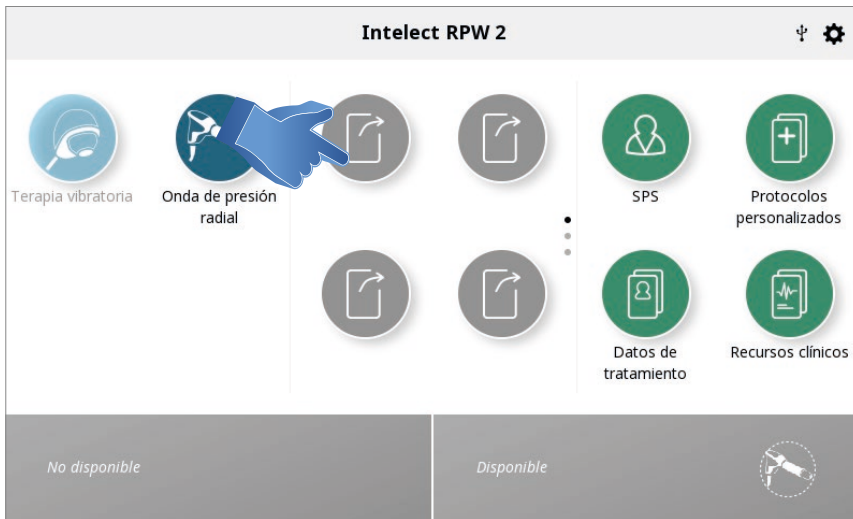 Intelect RPW 2
Terapia vibratoria
Onda de presión
radial
SPS
Protocolos
personalizados
Datos de
tratamiento
Recursos clínicos
No disponible
Disponible